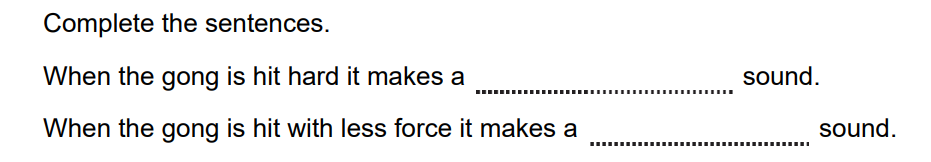 Complete the sentences.
When the gong is hit hard it makes a ........................................ sound.
When the gong is hit with less force it makes a ........................................ sound.